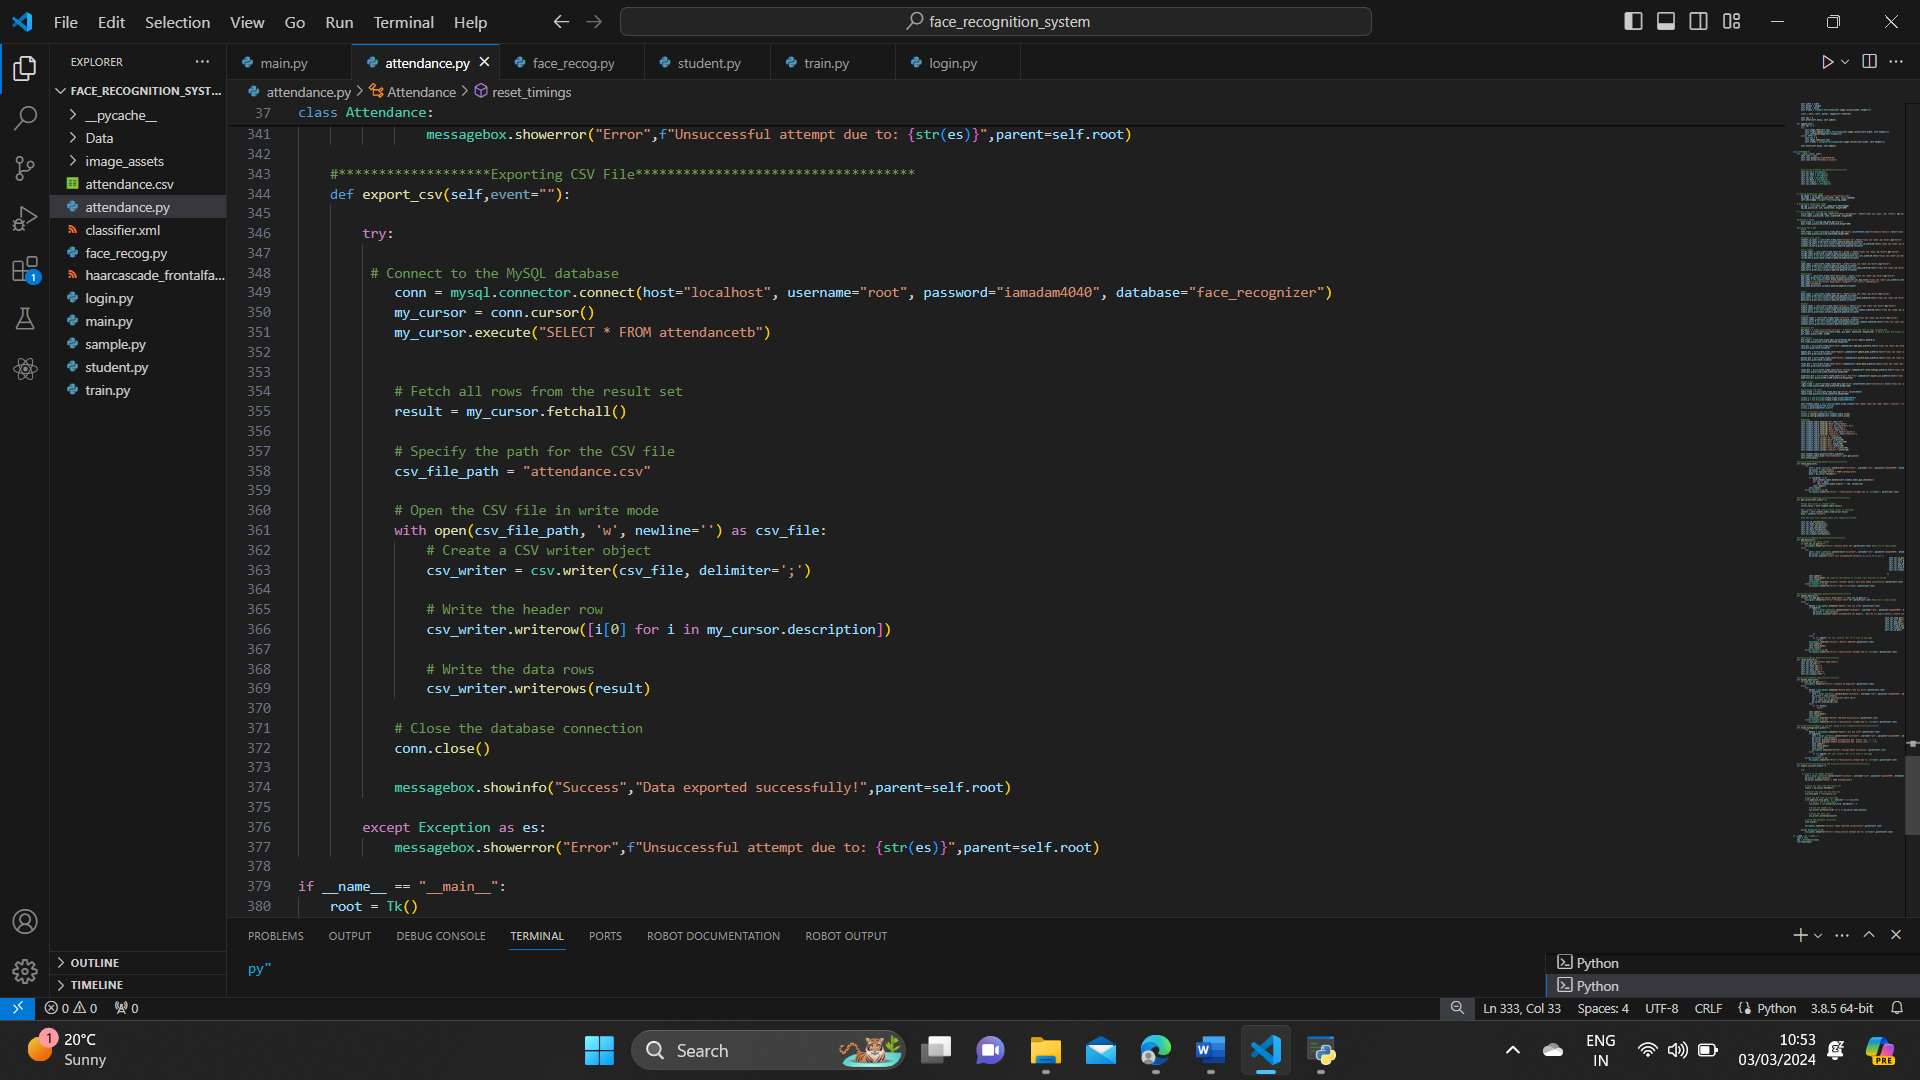 File Edit Selection View Go Run Terminal Help
face_recognition_system
EXPLORER
main.py
attendance.py
face_recog.py
student.py
train.py
login.py
FACE_RECOGNITION_SYST...
__pycache__
Data
image_assets
attendance.csv
attendance.py
classifier.xml
face_recog.py
haarcascade_frontalfa...
login.py
main.py
sample.py
student.py
train.py
OUTLINE
TIMELINE
1
attendance.py > Attendance > reset_timings
37 class Attendance:
341 messagebox.showerror("Error",f"Unsuccessful attempt due to: {str(es)}",parent=self.root)
342
343 #*******************Exporting CSV File***********************************
344 def export_csv(self,event=""):
345
346 try:
347
348 # Connect to the MySQL database
349 conn = mysql.connector.connect(host="localhost", username="root", password="iamadam4040", database="face_recognizer")
350 my_cursor = conn.cursor()
351 my_cursor.execute("SELECT * FROM attendancetb")
352
353
354 # Fetch all rows from the result set
355 result = my_cursor.fetchall()
356
357 # Specify the path for the CSV file
358 csv_file_path = "attendance.csv"
359
360 # Open the CSV file in write mode
361 with open(csv_file_path, 'w', newline='') as csv_file:
362 # Create a CSV writer object
363 csv_writer = csv.writer(csv_file, delimiter=';')
364
365 # Write the header row
366 csv_writer.writerow([i[0] for i in my_cursor.description])
367
368 # Write the data rows
369 csv_writer.writerows(result)
370
371 # Close the database connection
372 conn.close()
373
374 messagebox.showinfo("Success","Data exported successfully!",parent=self.root)
375
376 except Exception as es:
377 messagebox.showerror("Error",f"Unsuccessful attempt due to: {str(es)}",parent=self.root)
378
379 if __name__ == "__main__":
380 root = Tk()
PROBLEMS OUTPUT DEBUG CONSOLE TERMINAL PORTS ROBOT DOCUMENTATION ROBOT OUTPUT
py"
Python
Python
0 0 0
Ln 333, Col 33 Spaces: 4 UTF-8 CRLF Python 3.8.5 64-bit
1
20°C
Sunny
Search
ENG
IN
10:53
03/03/2024
PRE